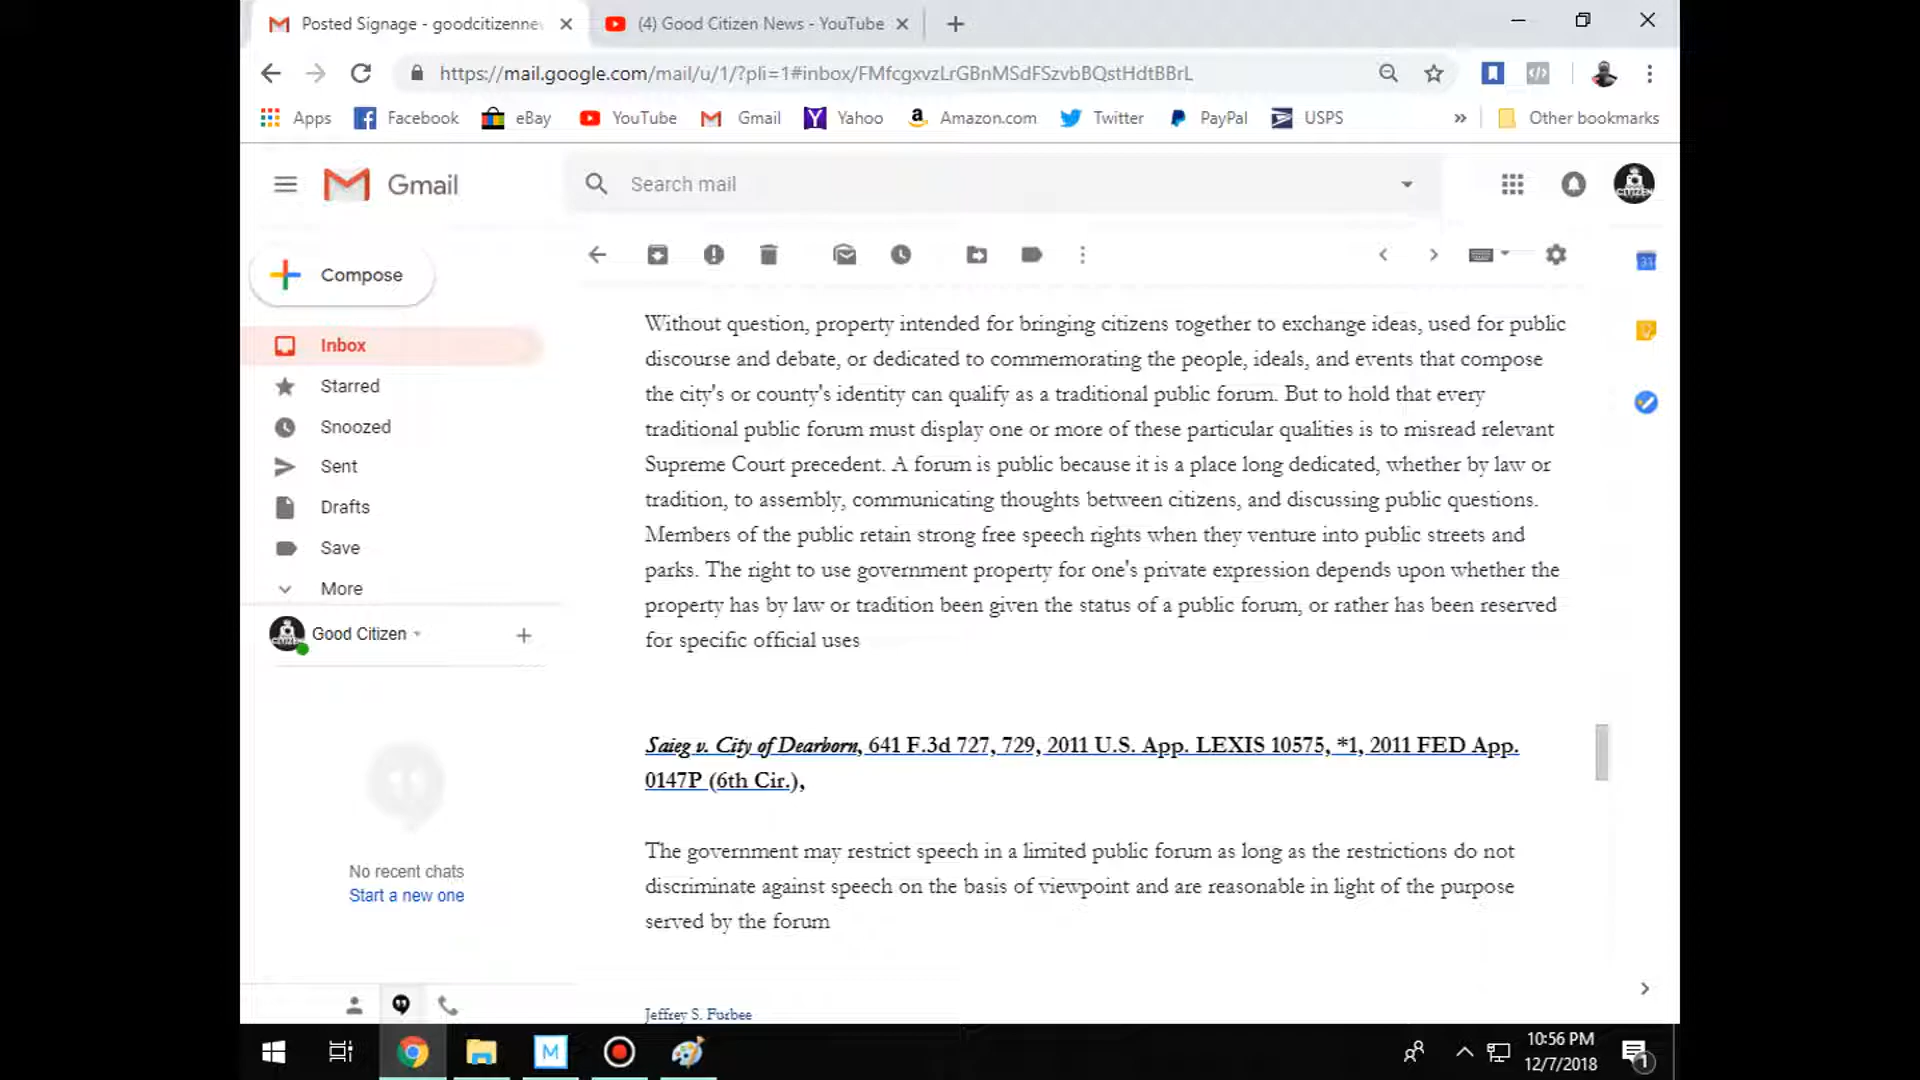 Posted Signage - goodcitizenne
(4) Good Citizen News - YouTube
https://mail.google.com/mail/u/1/?pli=1#inbox/FMfcgxvzLrGBnMSdFSzvbBQstHdtBBrL
Apps Facebook eBay YouTube Gmail Yahoo Amazon.com Twitter PayPal USPS » Other bookmarks
Gmail
Search mail
Compose
Inbox
Starred
Snoozed
Sent
Drafts
Save
More
Good Citizen
No recent chats
Start a new one
Without question, property intended for bringing citizens together to exchange ideas, used for public
discourse and debate, or dedicated to commemorating the people, ideals, and events that compose
the city's or county's identity can qualify as a traditional public forum. But to hold that every
traditional public forum must display one or more of these particular qualities is to misread relevant
Supreme Court precedent. A forum is public because it is a place long dedicated, whether by law or
tradition, to assembly, communicating thoughts between citizens, and discussing public questions.
Members of the public retain strong free speech rights when they venture into public streets and
parks. The right to use government property for one's private expression depends upon whether the
property has by law or tradition been given the status of a public forum, or rather has been reserved
for specific official uses
Saieg v. City of Dearborn, 641 F.3d 727, 729, 2011 U.S. App. LEXIS 10575, *1, 2011 FED App.
0147P (6th Cir.),
The government may restrict speech in a limited public forum as long as the restrictions do not
discriminate against speech on the basis of viewpoint and are reasonable in light of the purpose
served by the forum
Jeffrey S. Furbee
31
CITIZEN
M
10:56 PM
12/7/2018
1